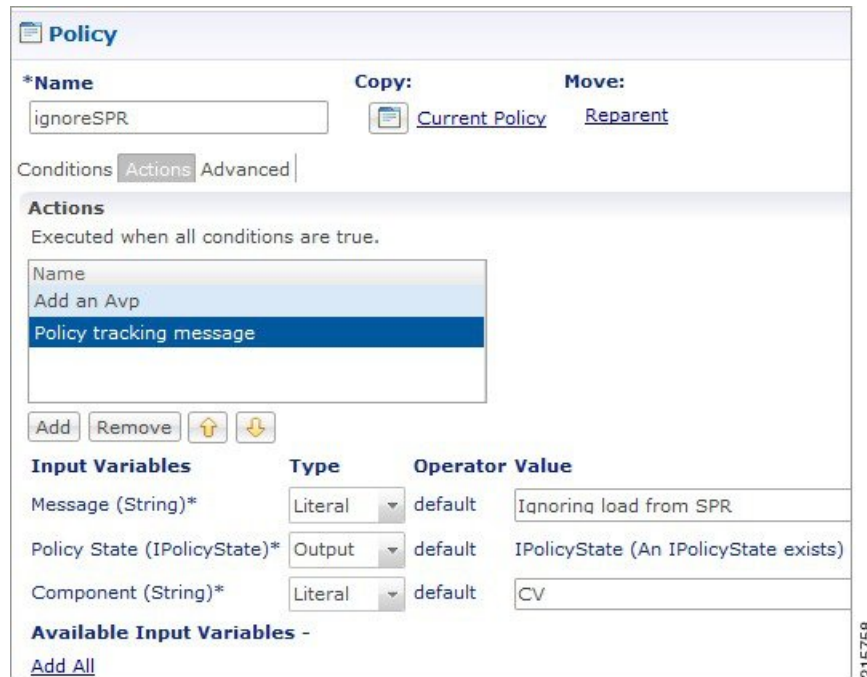 Policy
*Name Copy: Move:
ignoreSPR Current Policy Reparent
Conditions Actions Advanced
Actions
Executed when all conditions are true.
Name
Add an Avp
Policy tracking message
Add Remove
Input Variables Type Operator Value
Message (String)* Literal default Ignoring load from SPR
Policy State (IPolicyState)* Output default IPolicyState (An IPolicyState exists)
Component (String)* Literal default CV
Available Input Variables -
Add All